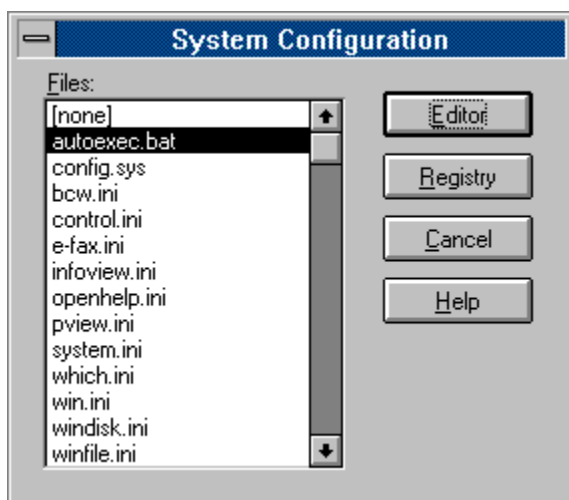 System Configuration
Files:
[none]
autoexec.bat
config.sys
bcw.ini
control.ini
e-fax.ini
infoview.ini
openhelp.ini
pview.ini
system.ini
which.ini
win.ini
windisk.ini
winfile.ini
Editor
Registry
Cancel
Help